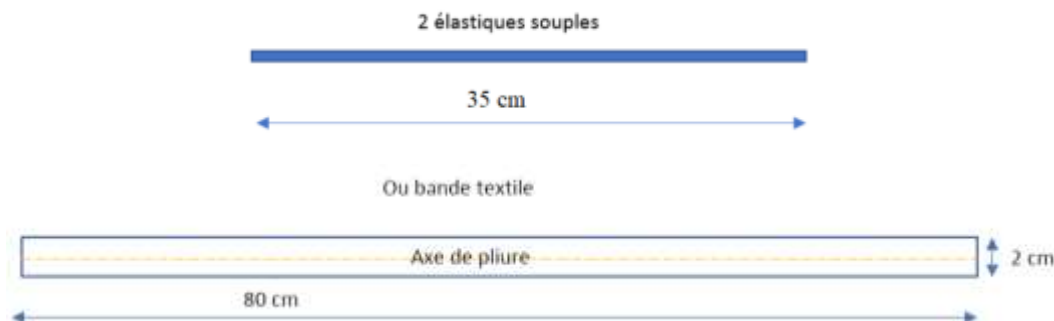 2 élastiques souples
35 cm
Ou bande textile
Axe de pliure
2 cm
80 cm